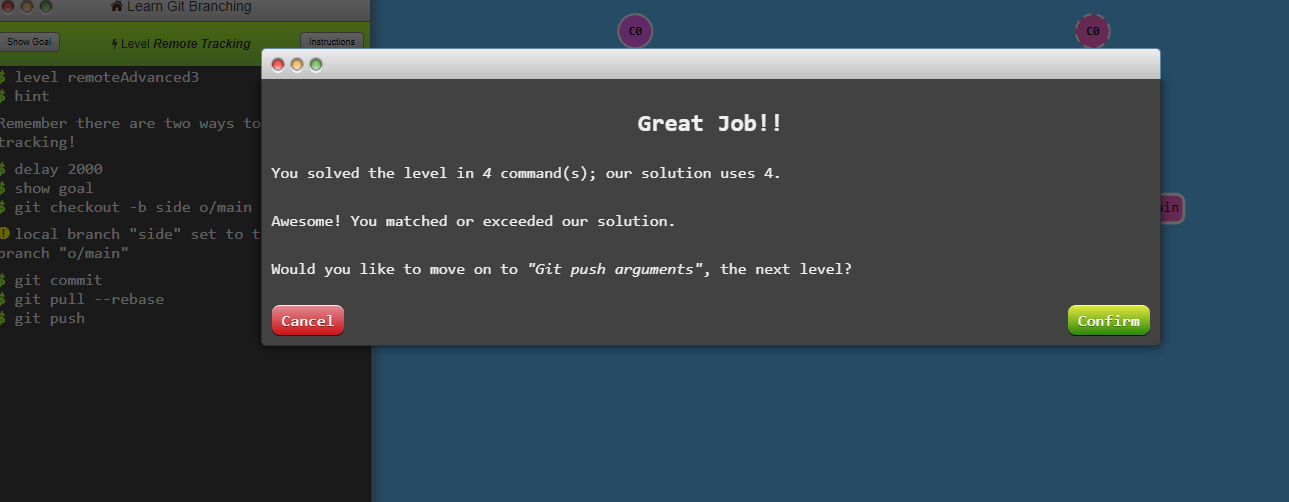 Learn Git Branching
Show Goal
Level Remote Tracking
Instructions
$ level remoteAdvanced3
$ hint
Remember there are two ways to
tracking!
$ delay 2000
$ show goal
$ git checkout -b side o/main
local branch "side" set to t
branch "o/main"
$ git commit
$ git pull --rebase
$ git push
C0
C0
Great Job!!
You solved the level in 4 command(s); our solution uses 4.
Awesome! You matched or exceeded our solution.
Would you like to move on to "Git push arguments", the next level?
Cancel
Confirm